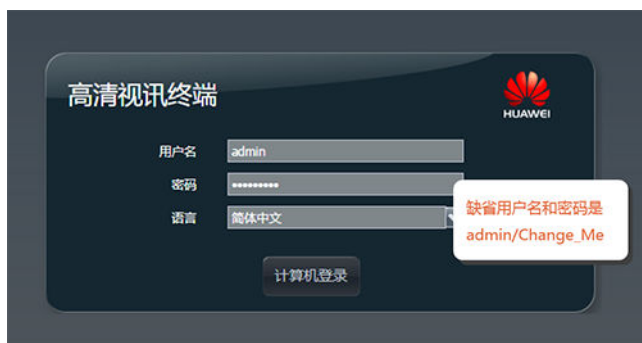 高清视讯终端
HUAWEI
用户名 admin
密码 •••••••••
语言 简体中文
缺省用户名和密码是
admin/Change_Me
计算机登录